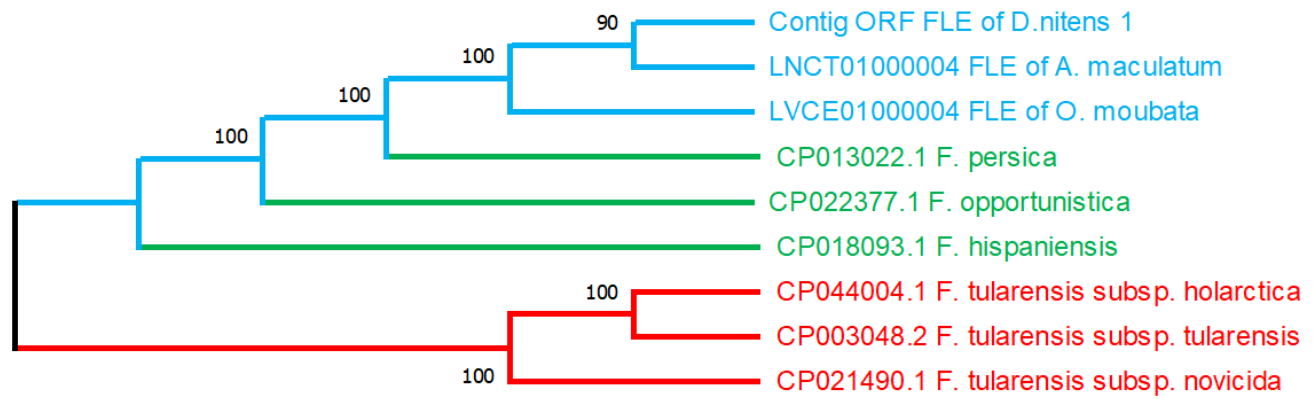 90
Contig ORF FLE of D.nitens 1
100
LNCT01000004 FLE of A. maculatum
100
LVCE01000004 FLE of O. moubata
100
CP013022.1 F. persica
CP022377.1 F. opportunistica
CP018093.1 F. hispaniensis
100
CP044004.1 F. tularensis subsp. holarctica
CP003048.2 F. tularensis subsp. tularensis
100
CP021490.1 F. tularensis subsp. novicida